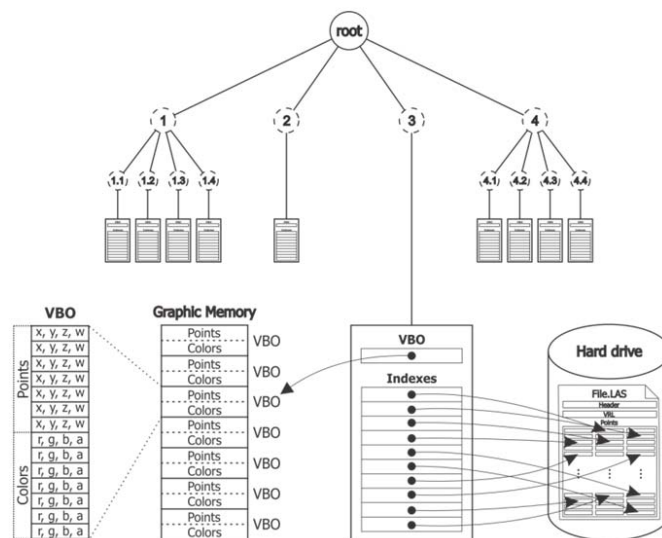 root
1
2
3
4
1.1
1.2
1.3
1.4
4.1
4.2
4.3
4.4
VBO
Points
x, y, z, w
x, y, z, w
x, y, z, w
x, y, z, w
x, y, z, w
x, y, z, w
x, y, z, w
Colors
r, g, b, a
r, g, b, a
r, g, b, a
r, g, b, a
r, g, b, a
r, g, b, a
r, g, b, a
Graphic Memory
Points
Colors
VBO
Points
Colors
VBO
Points
Colors
VBO
Points
Colors
VBO
Points
Colors
VBO
Points
Colors
VBO
Points
Colors
VBO
VBO
Indexes
Hard drive
File.LAS
Header
VRL
Points